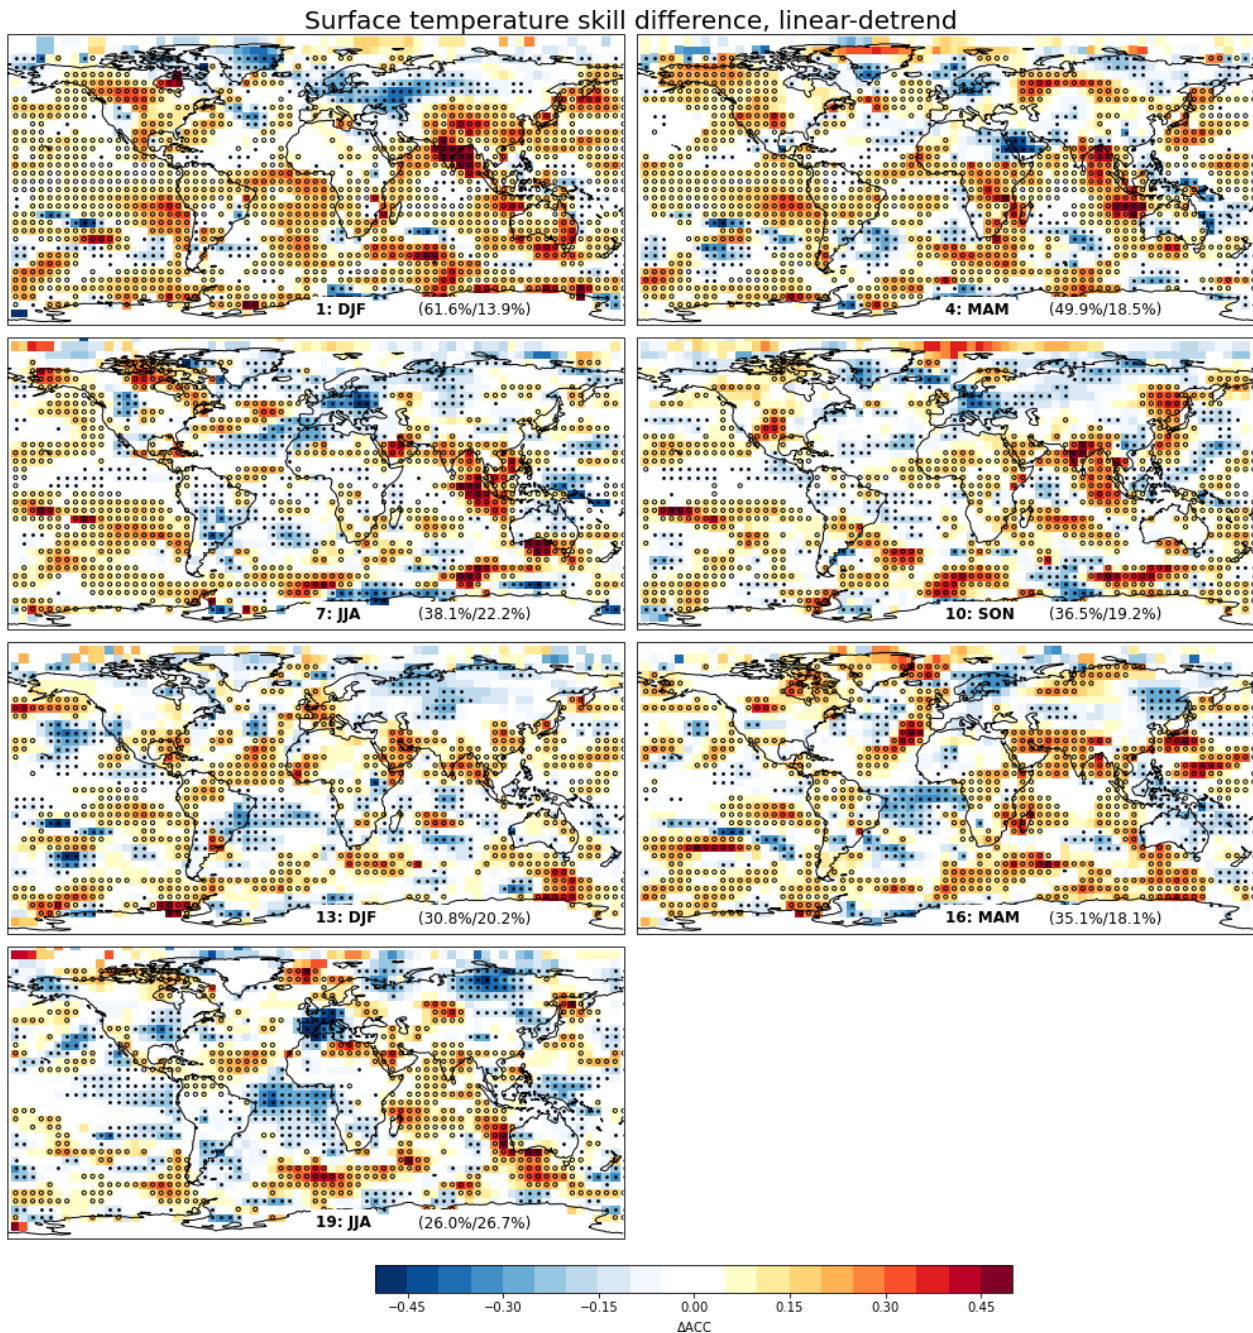 Surface temperature skill difference, linear-detrend
1: DJF (61.6%/13.9%)
4: MAM (49.9%/18.5%)
7: JJA (38.1%/22.2%)
10: SON (36.5%/19.2%)
13: DJF (30.8%/20.2%)
16: MAM (35.1%/18.1%)
19: JJA (26.0%/26.7%)
−0.45 −0.30 −0.15 0.00 0.15 0.30 0.45
ΔACC